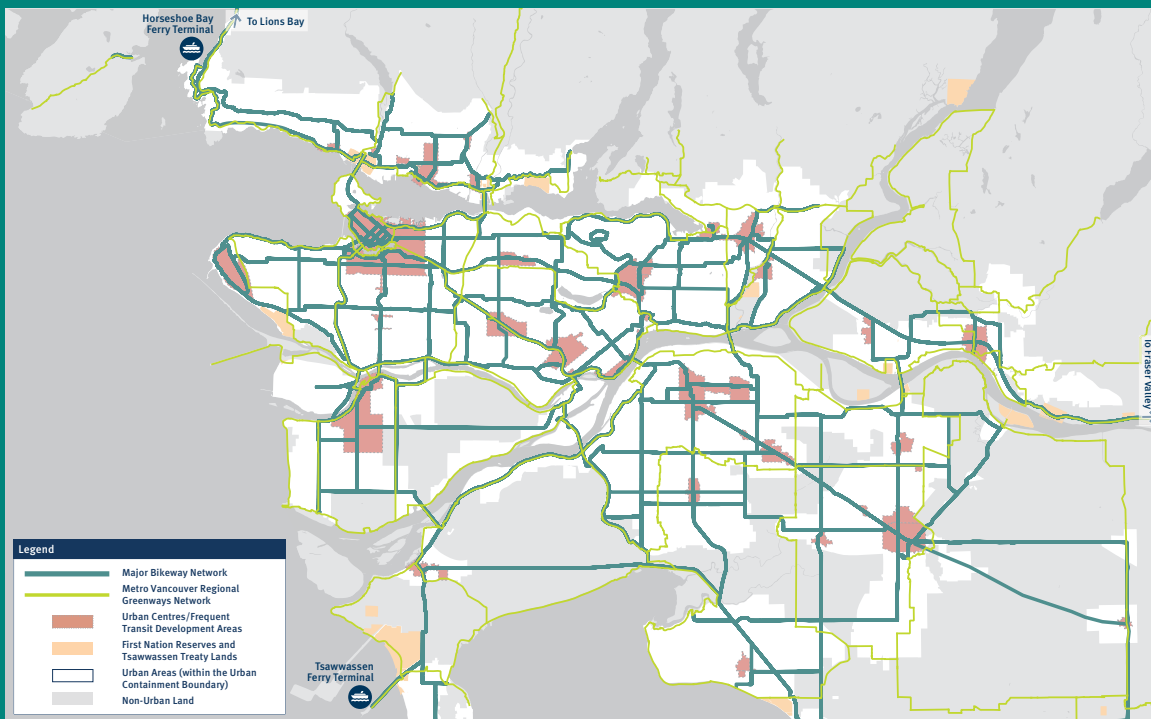 Horseshoe Bay
Ferry Terminal
To Lions Bay
To Fraser Valley
Tsawwassen
Ferry Terminal
Legend
Major Bikeway Network
Metro Vancouver Regional
Greenways Network
Urban Centres/Frequent
Transit Development Areas
First Nation Reserves and
Tsawwassen Treaty Lands
Urban Areas (within the Urban
Containment Boundary)
Non-Urban Land